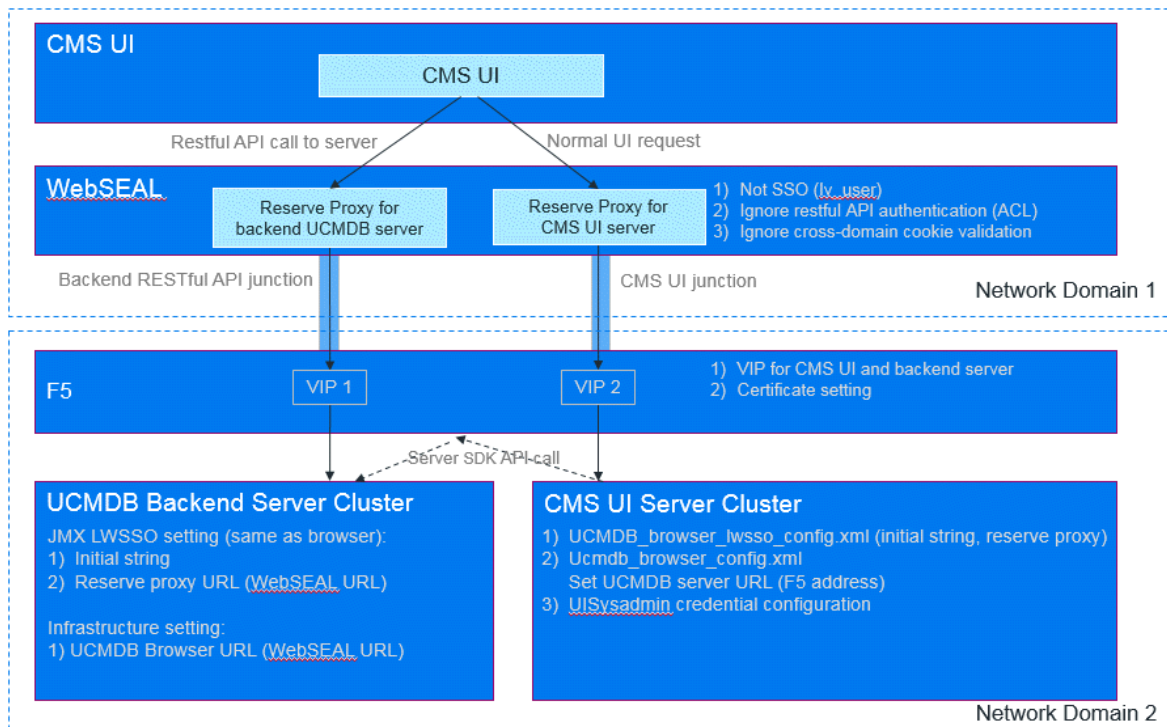 CMS UI
CMS UI
Restful API call to server
Normal UI request
WebSEAL
Reserve Proxy for
backend UCMDB server
Reserve Proxy for
CMS UI server
1) Not SSO (Iv_user)
2) Ignore restful API authentication (ACL)
3) Ignore cross-domain cookie validation
Backend RESTful API junction
CMS UI junction
Network Domain 1
F5
VIP 1
VIP 2
1) VIP for CMS UI and backend server
2) Certificate setting
Server SDK API call
UCMDB Backend Server Cluster
JMX LWSSO setting (same as browser):
1) Initial string
2) Reserve proxy URL (WebSEAL URL)
Infrastructure setting:
1) UCMDB Browser URL (WebSEAL URL)
CMS UI Server Cluster
1) UCMDB_browser_lwsso_config.xml (initial string, reserve proxy)
2) Ucmdb_browser_config.xml
Set UCMDB server URL (F5 address)
3) UISysadmin credential configuration
Network Domain 2